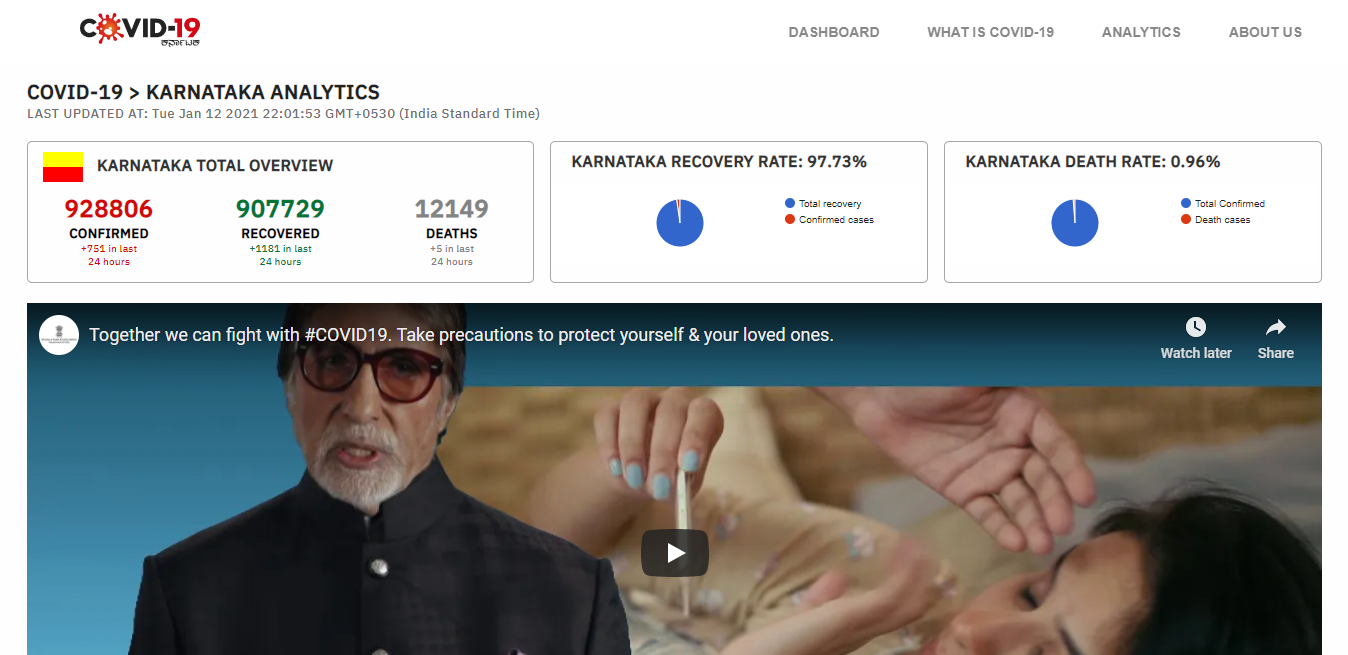 COVID-19
ಕರ್ನಾಟಕ
DASHBOARD
WHAT IS COVID-19
ANALYTICS
ABOUT US
COVID-19 > KARNATAKA ANALYTICS
LAST UPDATED AT: Tue Jan 12 2021 22:01:53 GMT+0530 (India Standard Time)
KARNATAKA TOTAL OVERVIEW
928806
CONFIRMED
+751 in last
24 hours
907729
RECOVERED
+1181 in last
24 hours
12149
DEATHS
+5 in last
24 hours
KARNATAKA RECOVERY RATE: 97.73%
Total recovery
Confirmed cases
KARNATAKA DEATH RATE: 0.96%
Total Confirmed
Death cases
Together we can fight with #COVID19. Take precautions to protect yourself & your loved ones.
Watch later
Share